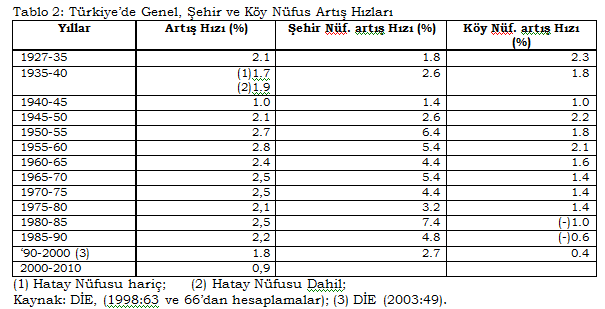 Tablo 2: Türkiye’de Genel, Şehir ve Köy Nüfus Artış Hızları
Yıllar Artış Hızı (%) Şehir Nüf. artış Hızı (%) Köy Nüf. artış Hızı
(%)
1927-35 2.1 1.8 2.3
1935-40 (1)1.7 2.6 1.8
(2)1.9
1940-45 1.0 1.4 1.0
1945-50 2.1 2.6 2.2
1950-55 2.7 6.4 1.8
1955-60 2.8 5.4 2.1
1960-65 2.4 4.4 1.6
1965-70 2,5 5.4 1.4
1970-75 2,5 4.4 1.4
1975-80 2,1 3.2 1.4
1980-85 2,5 7.4 (-)1.0
1985-90 2,2 4.8 (-)0.6
‘90-2000 (3) 1.8 2.7 0.4
2000-2010 0,9
(1) Hatay Nüfusu hariç; (2) Hatay Nüfusu Dahil;
Kaynak: DİE, (1998:63 ve 66’dan hesaplamalar); (3) DİE (2003:49).